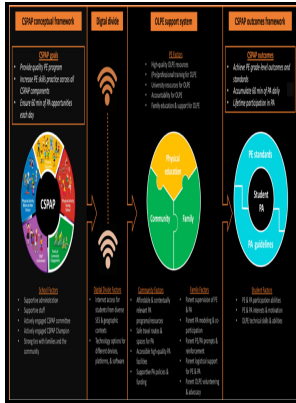 CSPAP conceptual framework
Digtal divide
OLPE support system
CSPAP outcomes framework
CSPAP goals
• Provide quality PE program
• Increase PE skills practice across all CSPAP components
• Ensure 60 min of PA opportunities each day
PE Factors
• High-quality OLPE resources
• (Pre)professional training for OLPE
• University resources for OLPE
• Accountability for OLPE
• Family education & support for OLPE
CSPAP outcomes
• Achieve PE grade-level outcomes and standards
• Accumulate 60 min of PA daily
• Lifetime participation in PA
CSPAP
Physical
education
Community
Family
PE standards
Student
PA
PA guidelines
School Factors
• Supportive administration
• Supportive staff
• Actively engaged CSPAP committee
• Actively engaged CSPAP Champion
• Strong ties with families and the community
Digital Divide Factors
• Internet access for students from diverse SES & geographic contexts
• Technology options for different devices, platforms, & software
Community Factors
• Affordable & contextually relevant PA programs/resources
• Safe travel routes & spaces for PA
• Accessible high-quality PA facilities
• Supportive PA policies & funding
Family Factors
• Parent supervision of PE & PA
• Parent PA modeling & co-participation
• Parent PE/PA prompts & reinforcement
• Parent logistical support for PE & PA
• Parent OLPE volunteering & advocacy
Student Factors
• PE & PA participation abilities
• PE & PA interests & motivation
• OLPE technical skills & abilities